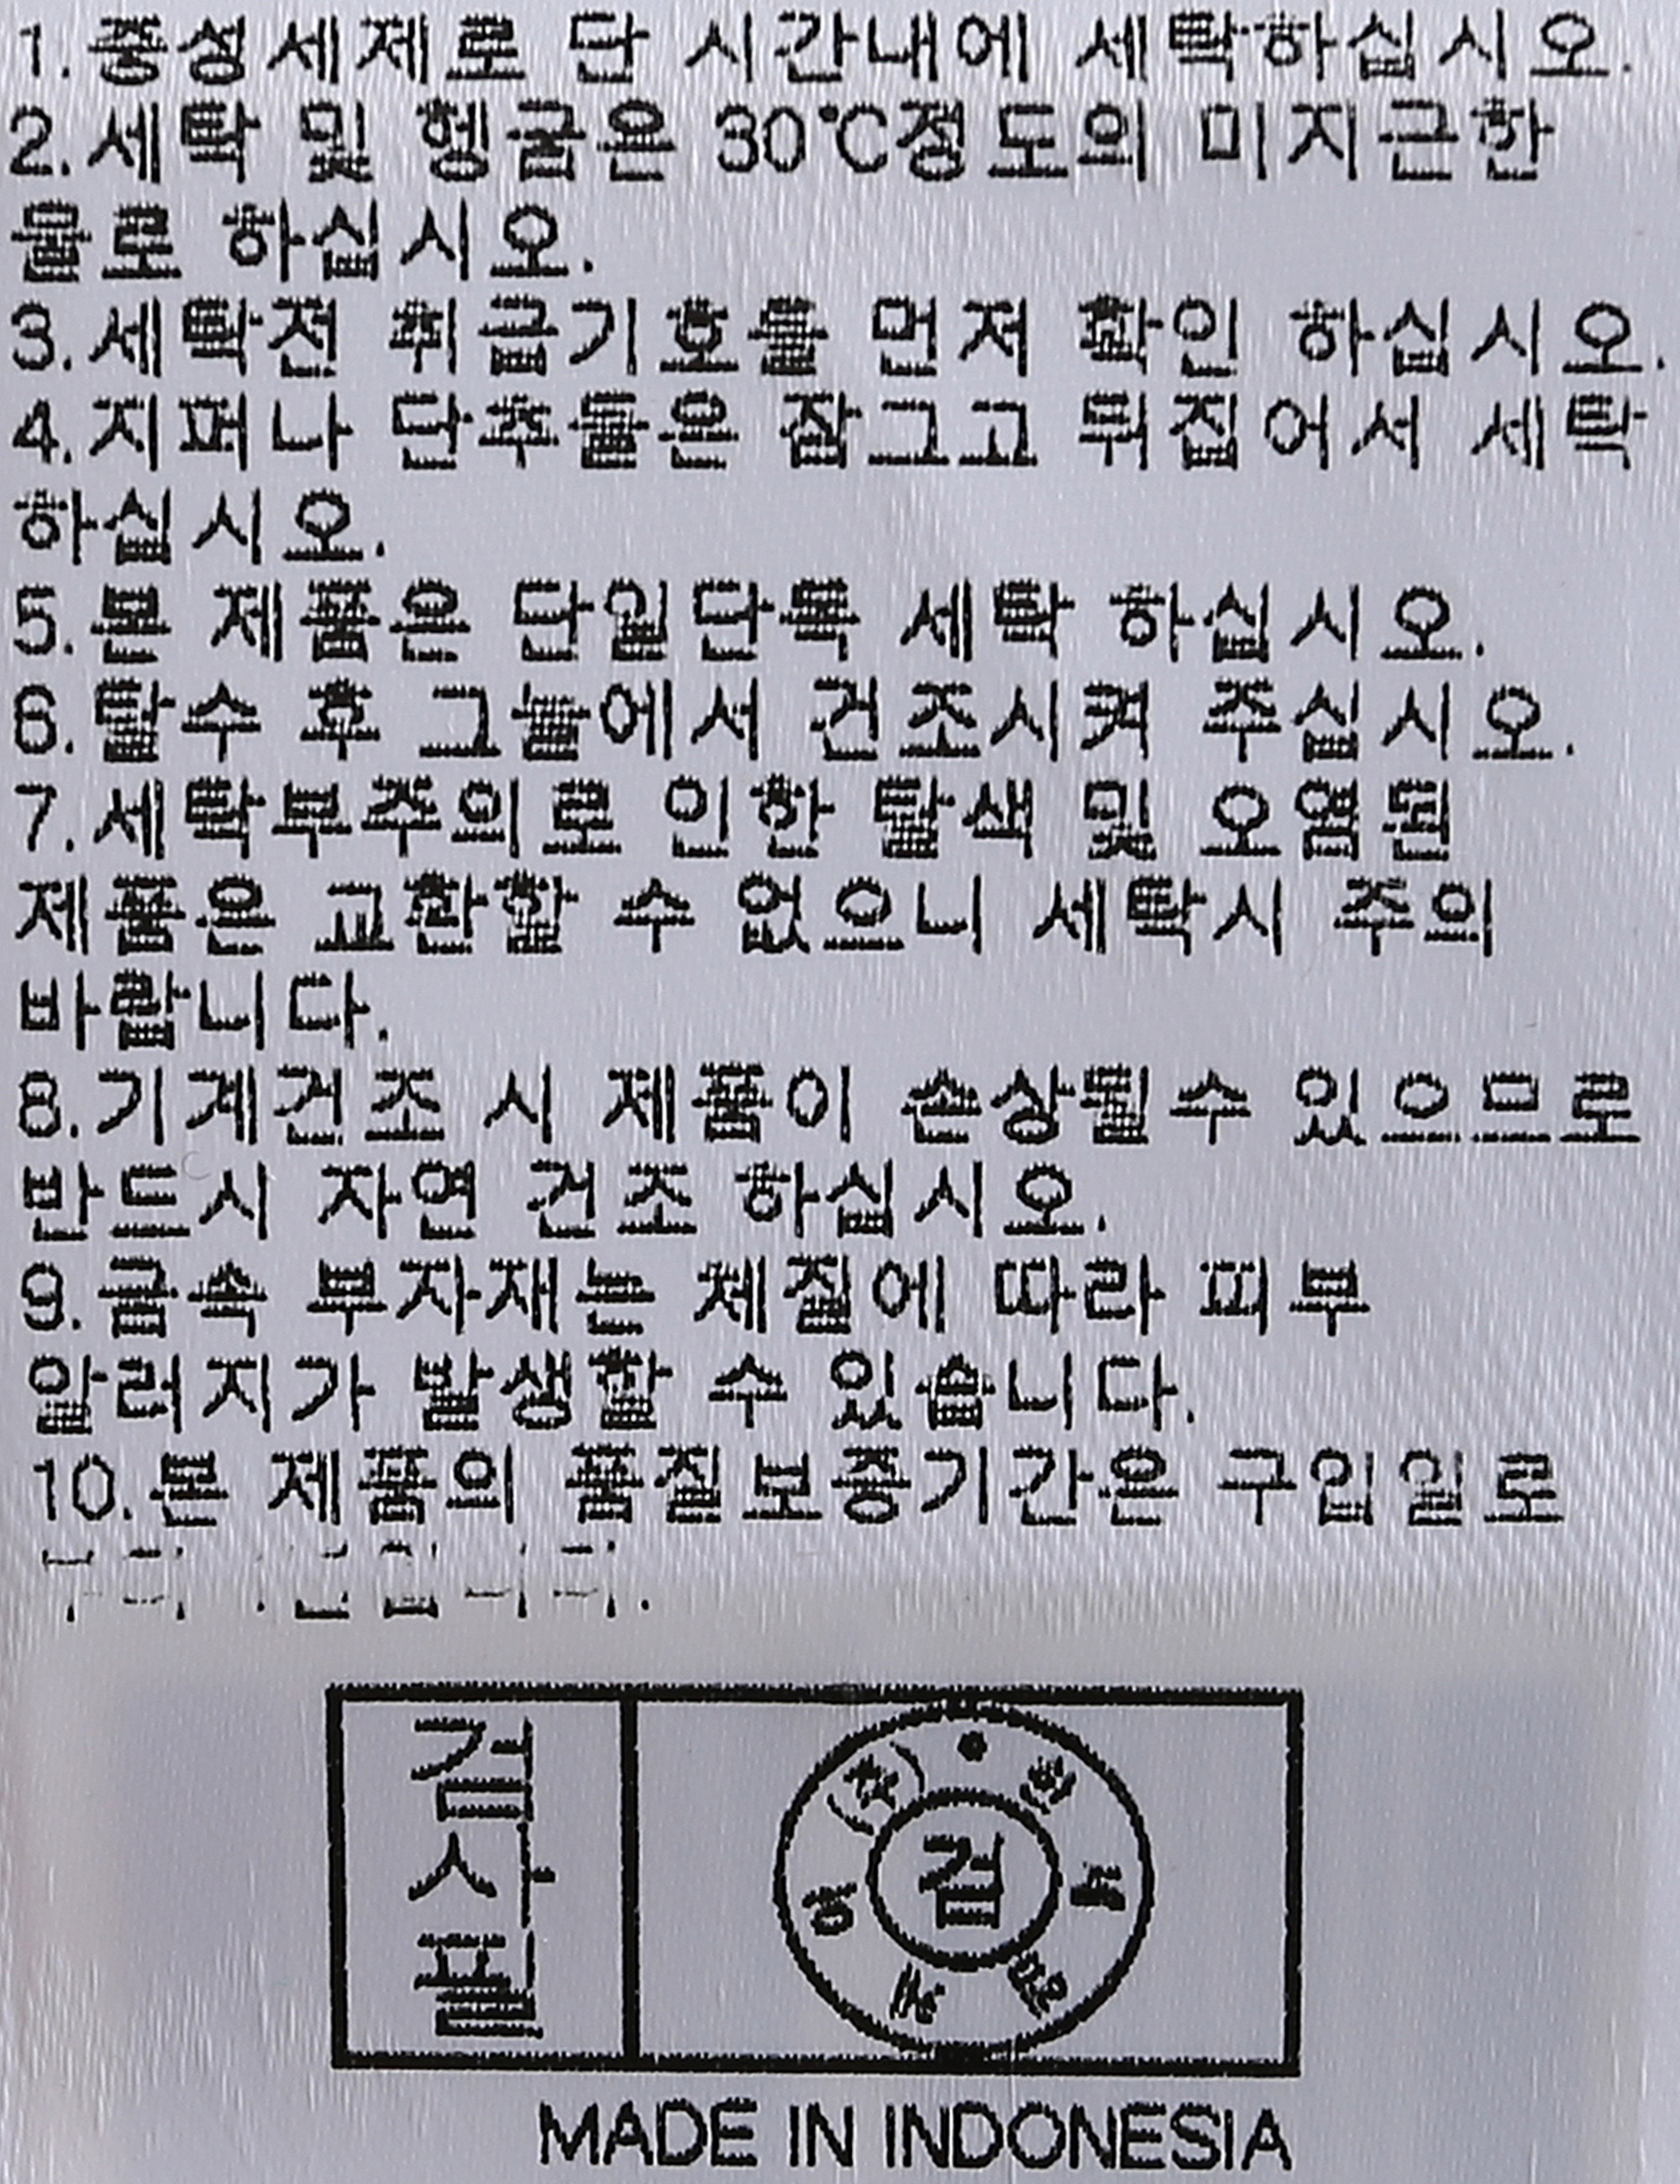 1. 중성세제로 단 시간내에 세탁하십시오.
2. 세탁 및 헹굼은 30°C정도의 미지근한
물로 하십시오.
3. 세탁전 취급기호를 먼저 확인 하십시오.
4. 지퍼나 단추들은 잠그고 뒤집어서 세탁
하십시오.
5. 본 제품은 단일단독 세탁 하십시오.
6. 탈수 후 그늘에서 건조시켜 주십시오.
7. 세탁부주의로 인한 탈색 및 오염된
제품은 교환할 수 없으니 세탁시 주의
바랍니다.
8. 기계건조 시 제품이 손상될수 있으므로
반드시 자연 건조 하십시오.
9. 금속 부자재는 체질에 따라 피부
알러지가 발생할 수 있습니다.
10. 본 제품의 품질보증기간은 구입일로
검사필
검
MADE IN INDONESIA